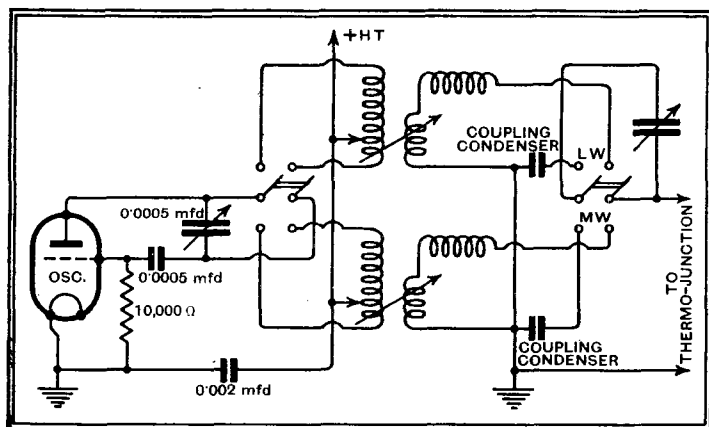 +HT
COUPLING
CONDENSER
LW
0·0005 mfd
MW
OSC.
0·0005 mfd
10,000 Ω
TO
THERMO-JUNCTION
COUPLING
CONDENSER
0·002 mfd